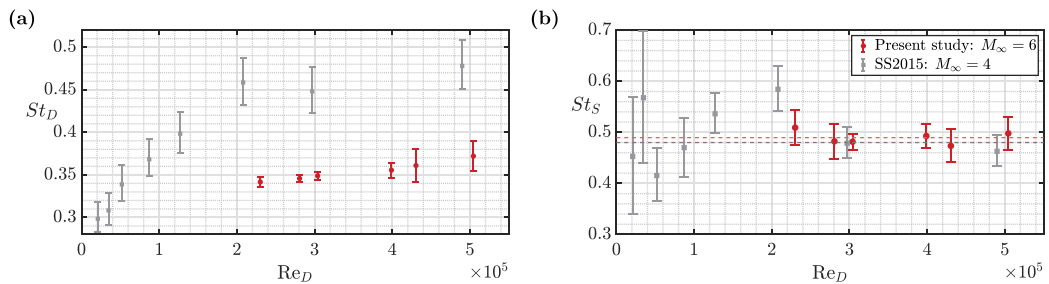 (a)
0.5
0.45
St_D
0.4
0.35
0.3
0 1 2 3 4 5
Re_D
×10^5
(b)
0.7
Present study: M_∞ = 6
SS2015: M_∞ = 4
0.6
St_S
0.5
0.4
0.3
0 1 2 3 4 5
Re_D
×10^5